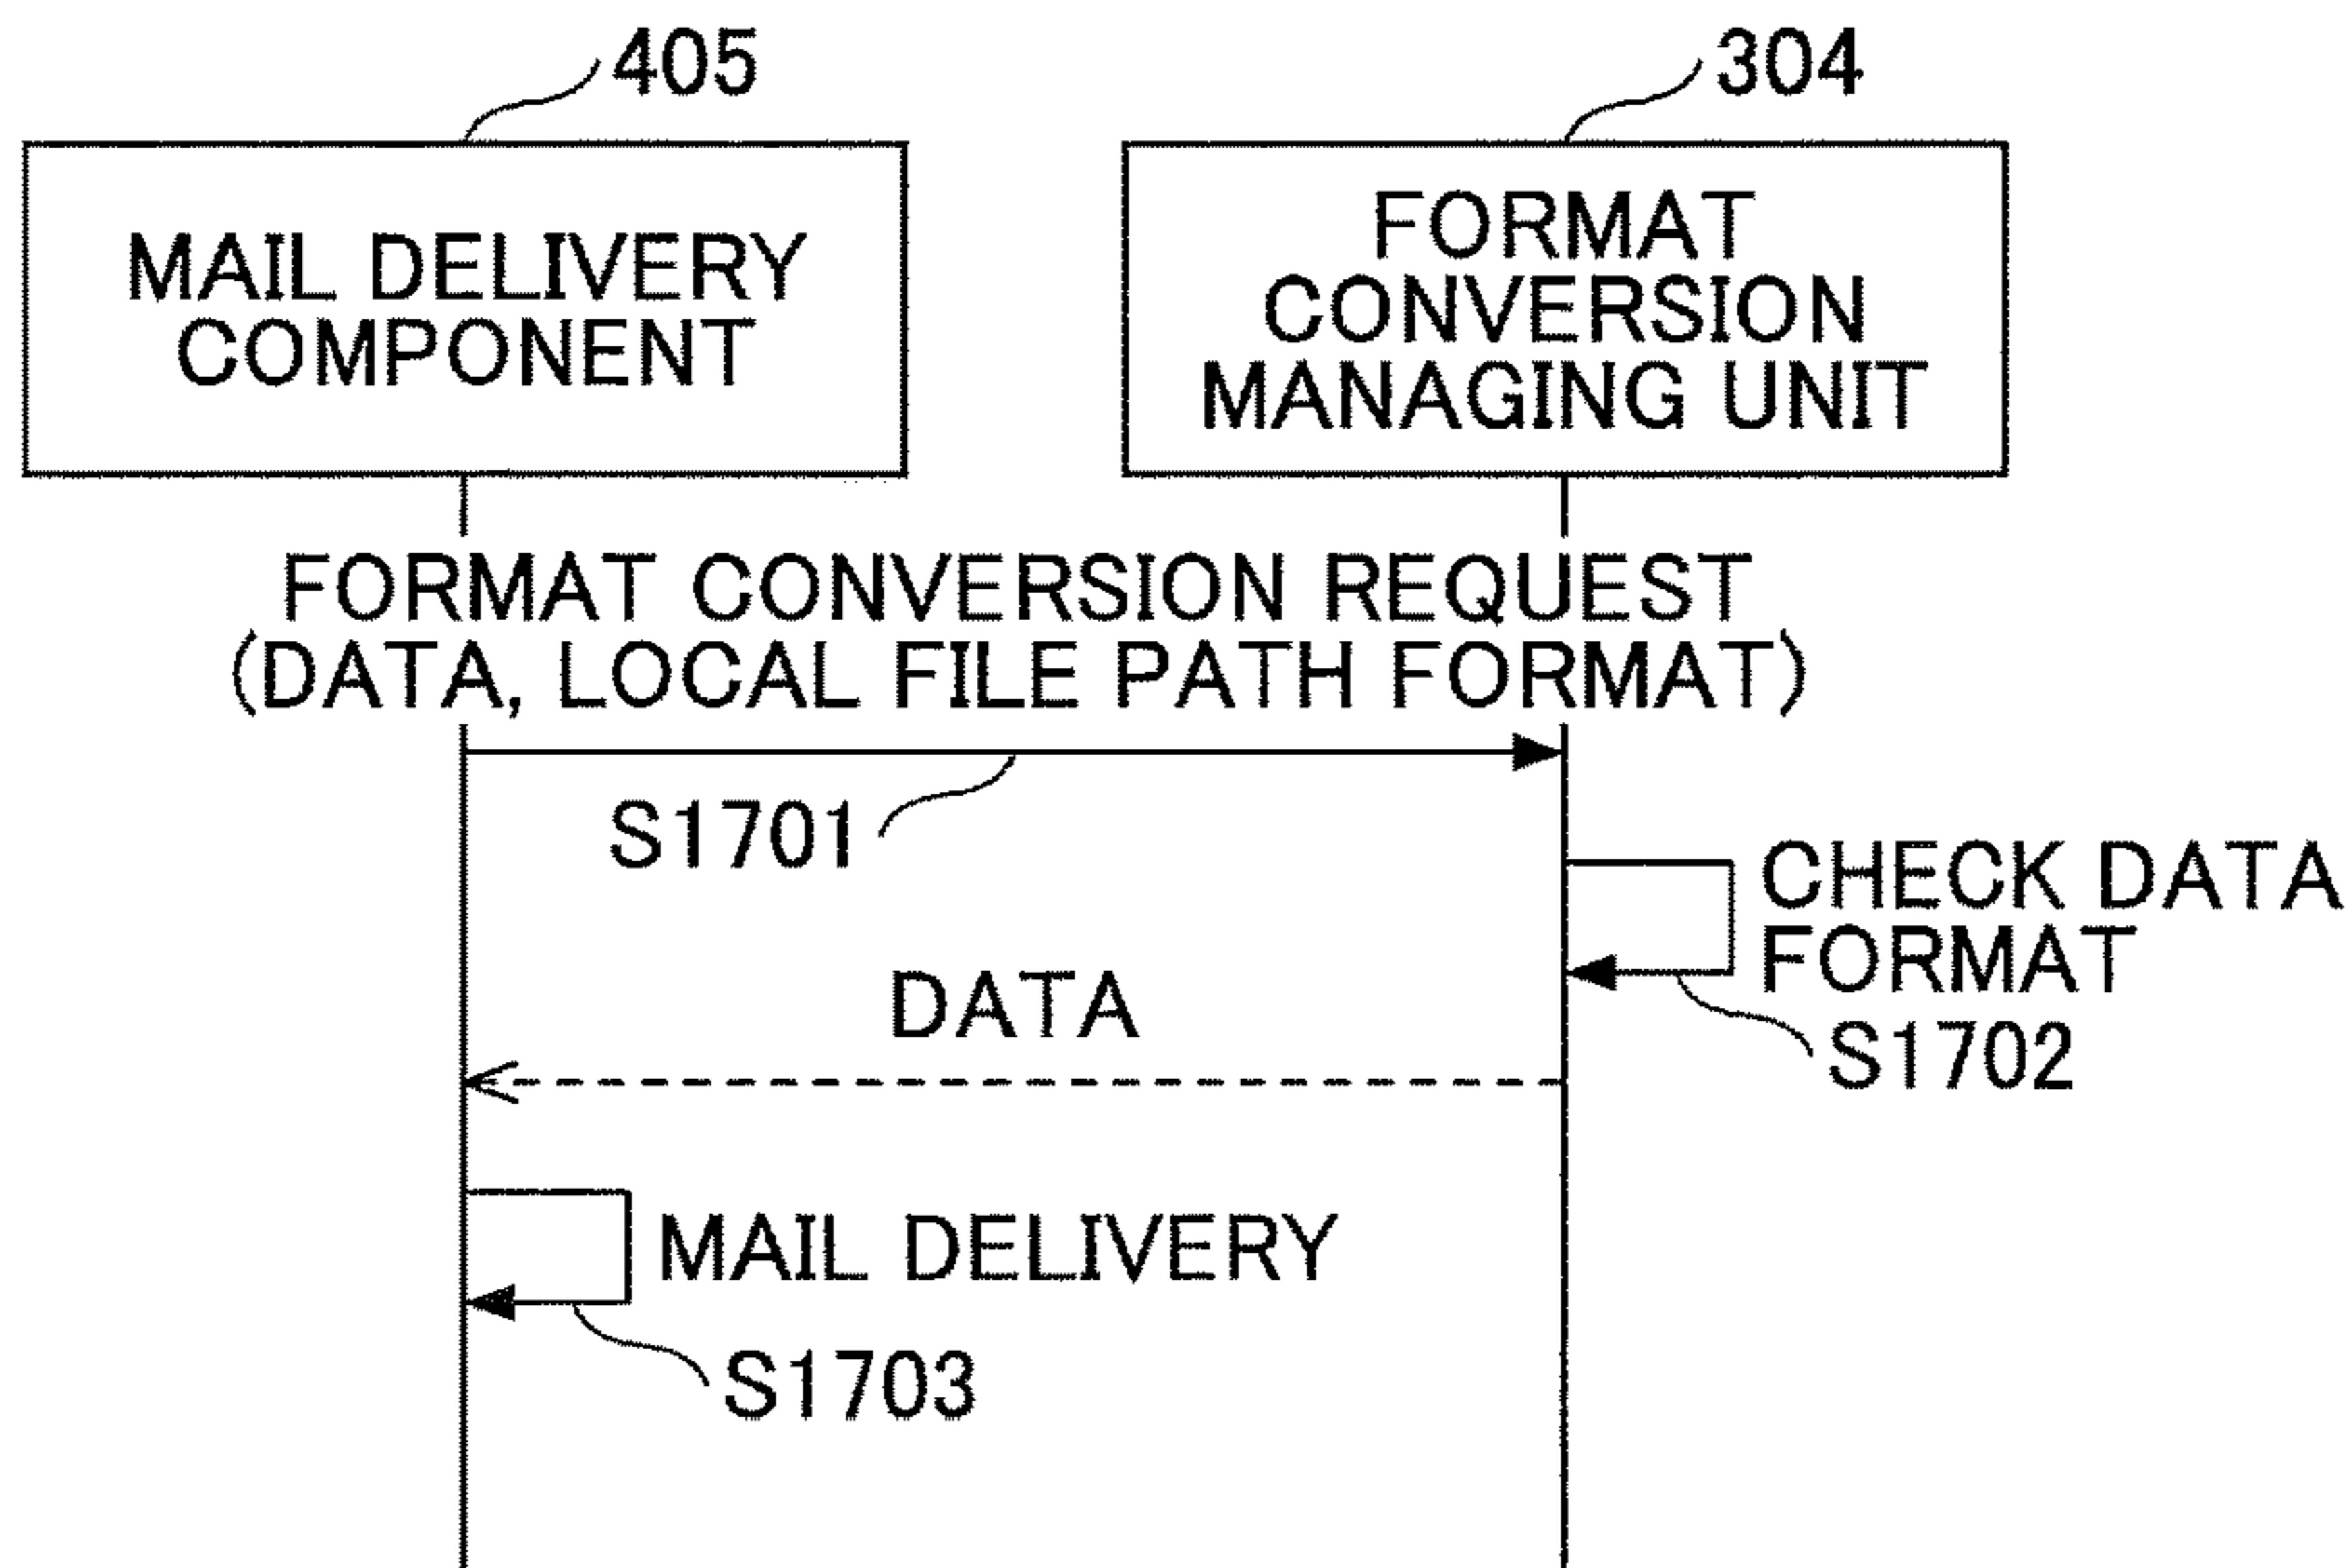 405
304
MAIL DELIVERY
COMPONENT
FORMAT
CONVERSION
MANAGING UNIT
FORMAT CONVERSION REQUEST
(DATA, LOCAL FILE PATH FORMAT)
S1701
CHECK DATA
FORMAT
S1702
DATA
MAIL DELIVERY
S1703